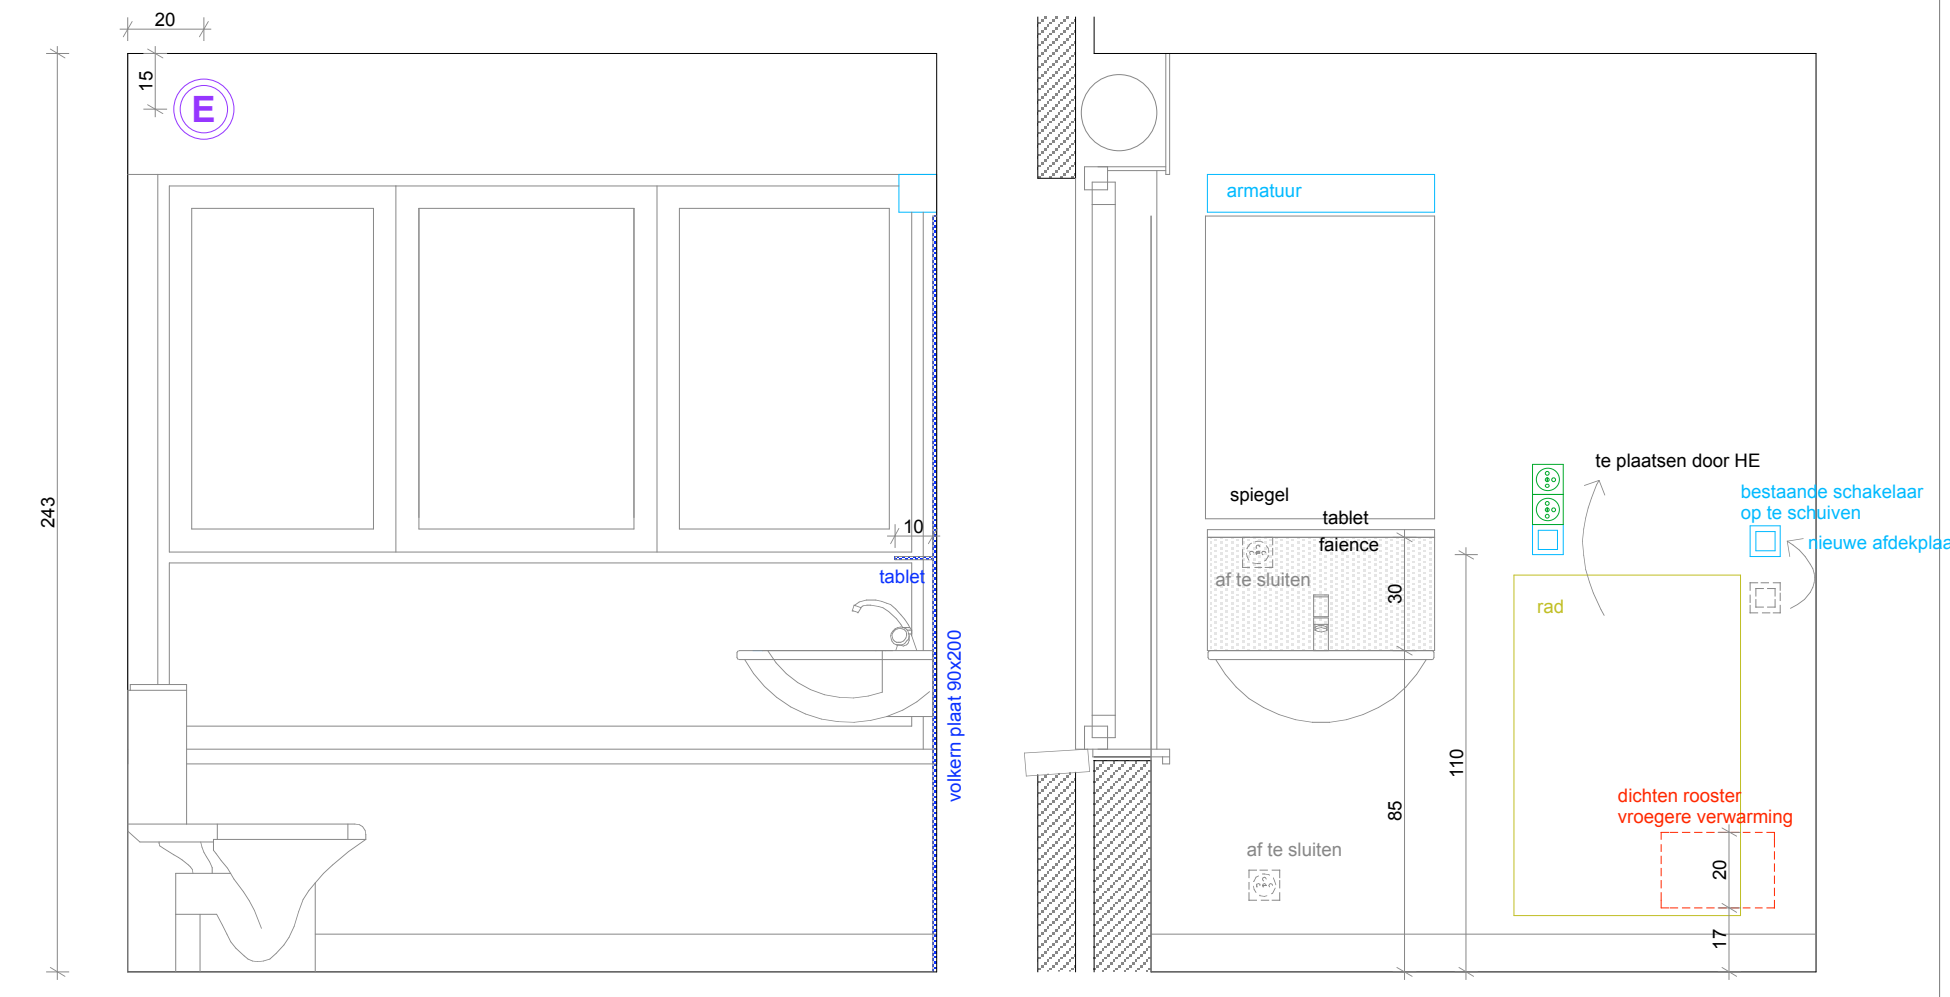 20
15
E
243
10
tablet
volkern plaat 90x200
armatuur
spiegel
tablet
faience
af te sluiten
30
110
85
af te sluiten
te plaatsen door HE
bestaande schakelaar
op te schuiven
nieuwe afdekplaa
rad
dichten rooster
vroegere verwarming
20
17